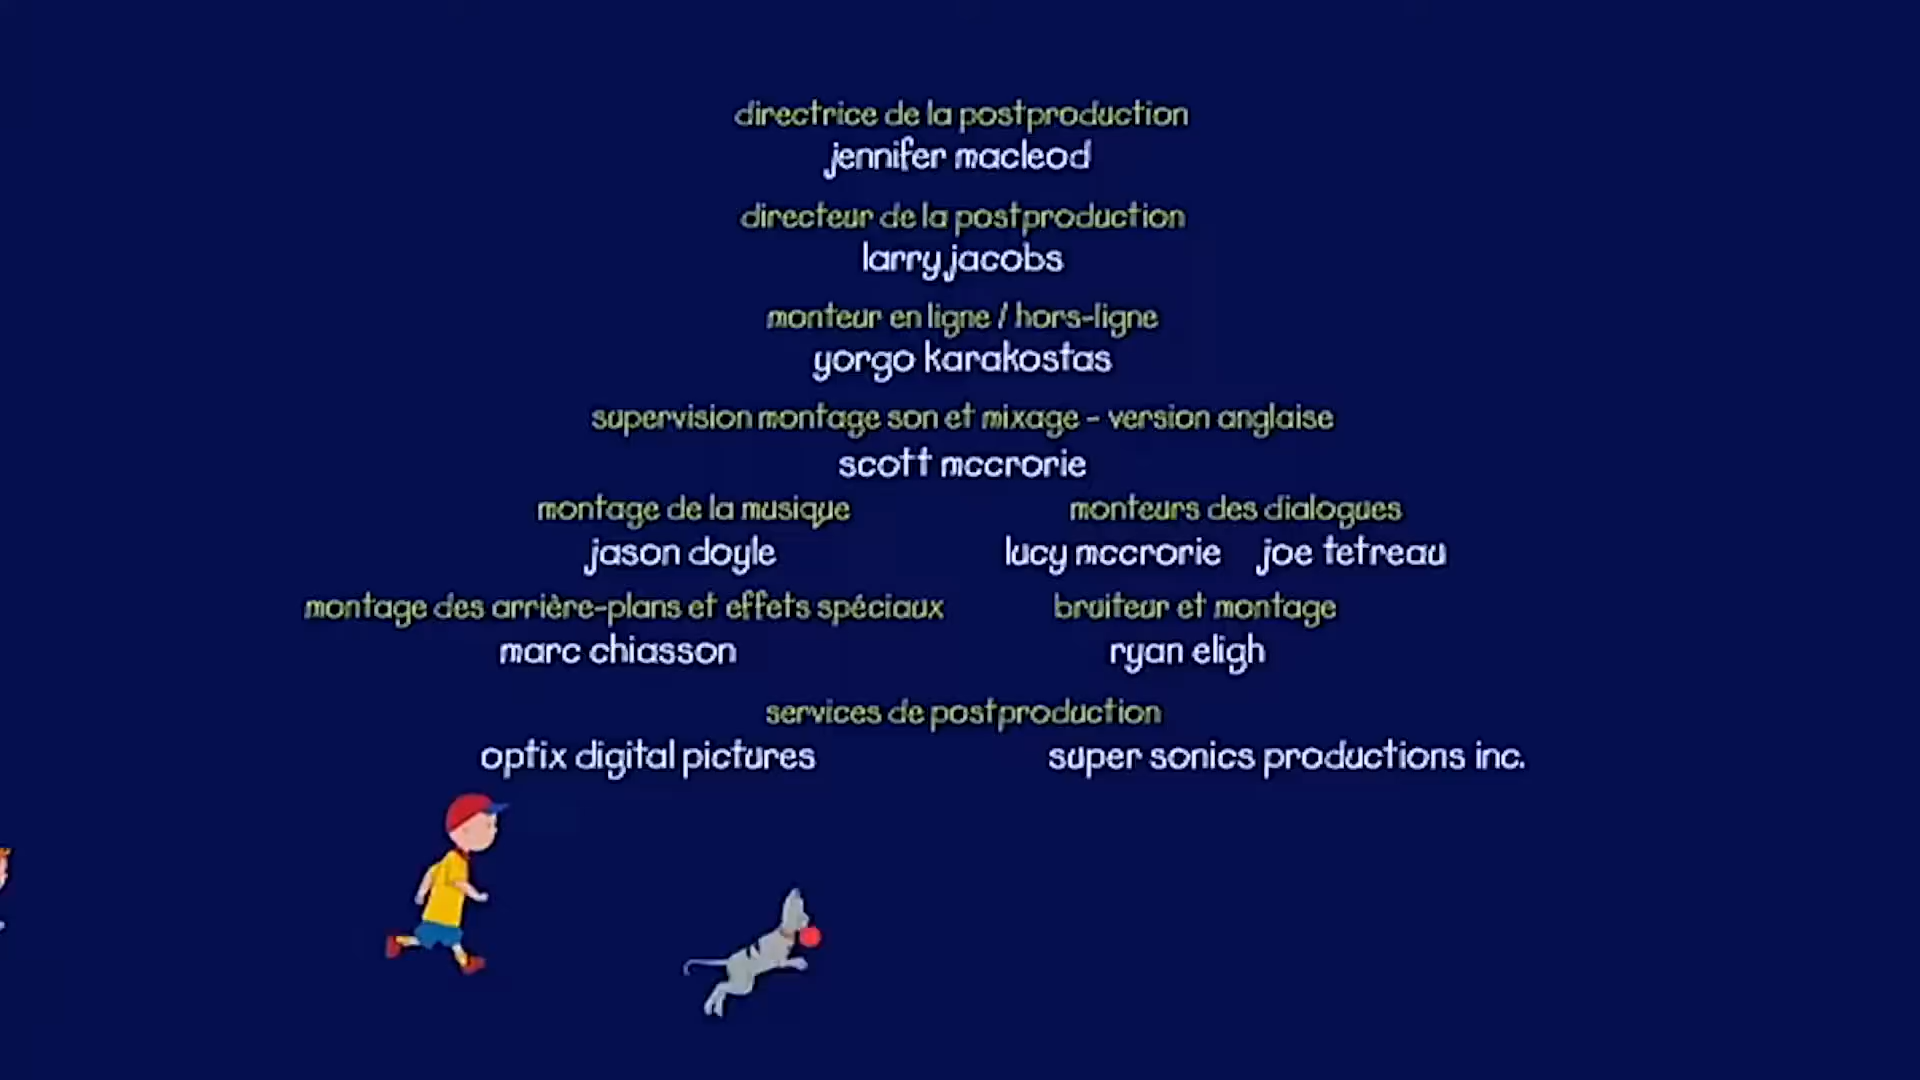 directrice de la postproduction
jennifer macleod
directeur de la postproduction
larry jacobs
monteur en ligne / hors-ligne
yorgo karakostas
supervision montage son et mixage - version anglaise
scott mccrorie
montage de la musique
jason doyle
monteurs des dialogues
lucy mccrorie joe tetreau
montage des arrière-plans et effets spéciaux
marc chiasson
bruiteur et montage
ryan eligh
services de postproduction
optix digital pictures
super sonics productions inc.